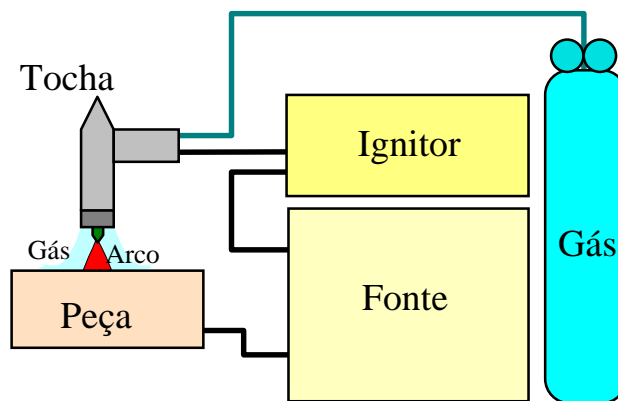 Tocha
Ignitor
Gás
Arco
Gás
Fonte
Peça